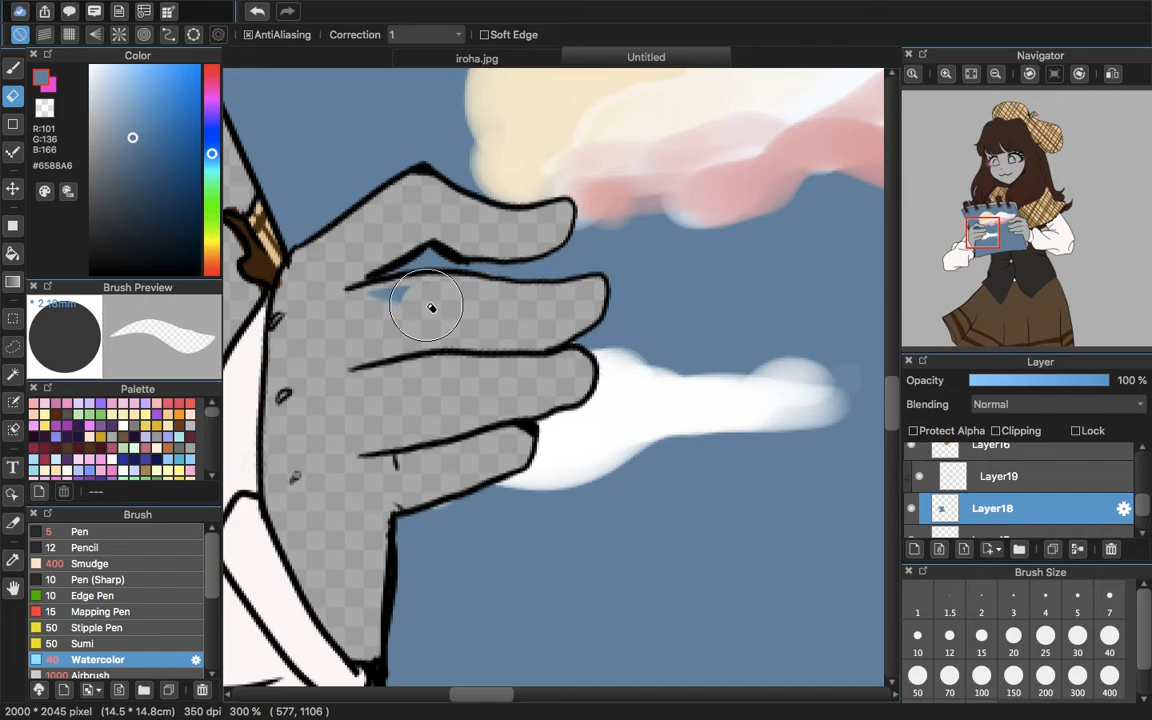 AntiAliasing Correction 1 Soft Edge
iroha.jpg Untitled
Color
R:101
G:136
B:166
#6588A6
Brush Preview
* 2.18mm
Palette
---
Brush
5 Pen
12 Pencil
400 Smudge
10 Pen (Sharp)
10 Edge Pen
15 Mapping Pen
50 Stipple Pen
50 Sumi
40 Watercolor
1000 Airbrush
Navigator
Layer
Opacity 100 %
Blending Normal
Protect Alpha Clipping Lock
Layer16
Layer19
Layer18
Brush Size
1 1.5 2 3 4 5 7
10 12 15 20 25 30 40
50 70 100 150 200 300 400
2000 * 2045 pixel (14.5 * 14.8cm) 350 dpi 300 % ( 577, 1106 )